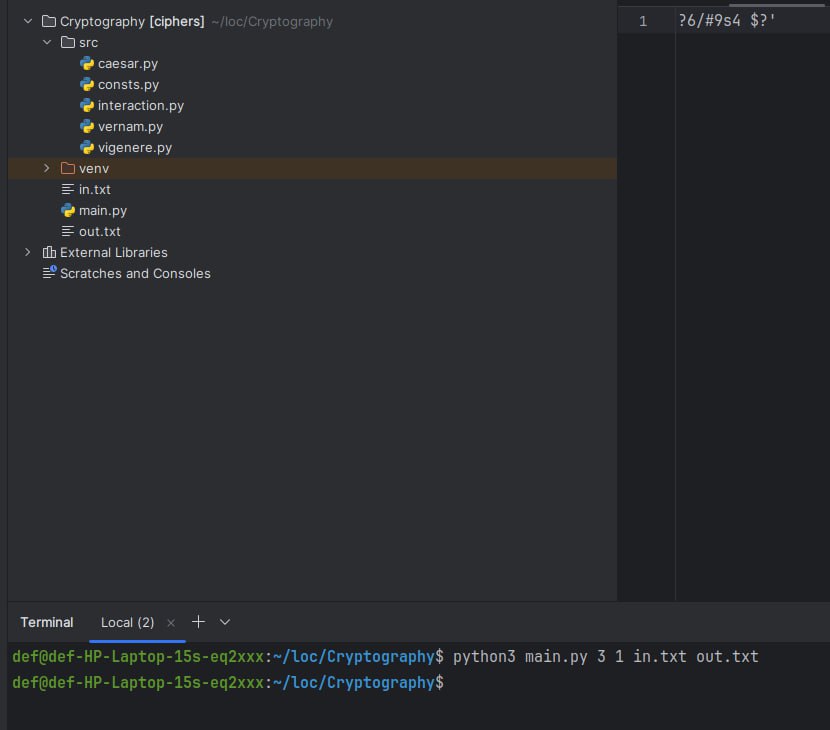 Cryptography [ciphers] ~/loc/Cryptography
src
caesar.py
consts.py
interaction.py
vernam.py
vigenere.py
venv
in.txt
main.py
out.txt
External Libraries
Scratches and Consoles
1 ?6/#9s4 $?'
Terminal Local (2)
def@def-HP-Laptop-15s-eq2xxx:~/loc/Cryptography$ python3 main.py 3 1 in.txt out.txt
def@def-HP-Laptop-15s-eq2xxx:~/loc/Cryptography$